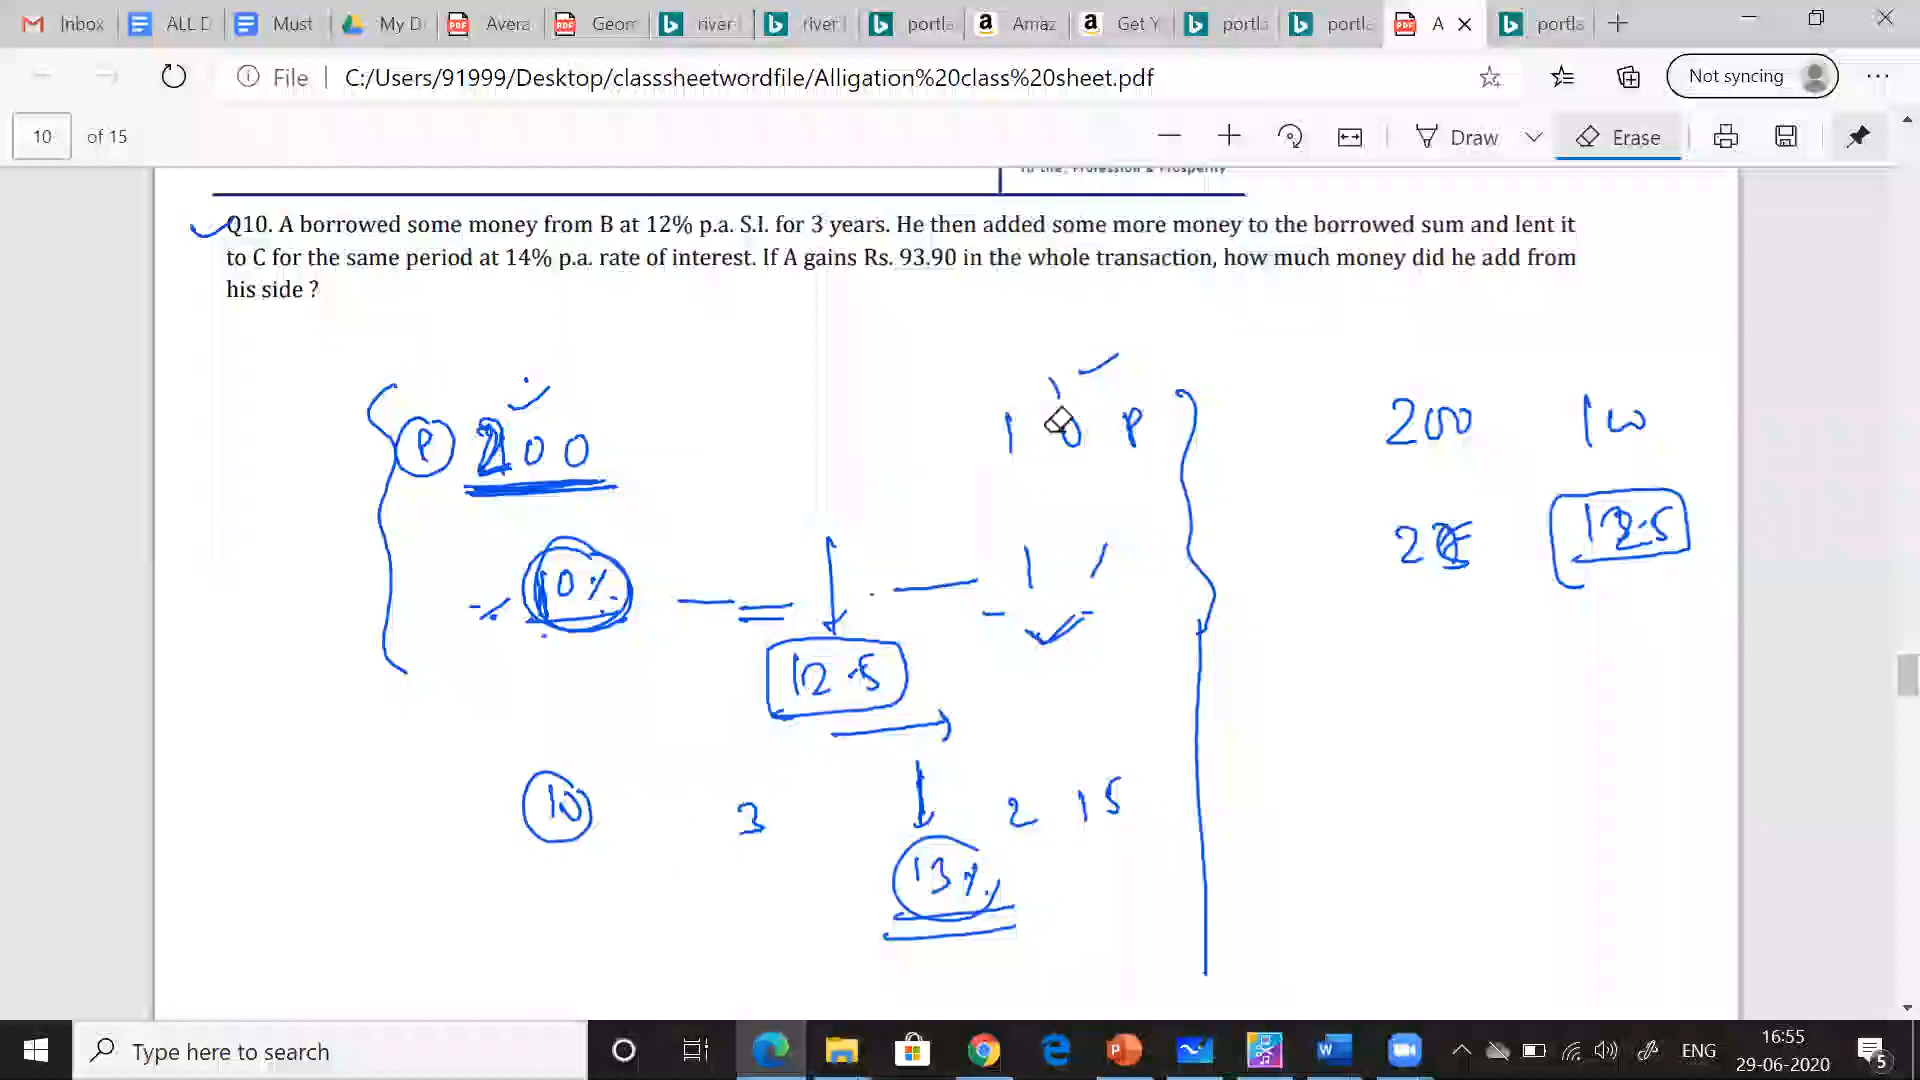 Inbox ALL D Must My D Avera Geom river river portla Amaz Get Y portla portla A portla
File C:/Users/91999/Desktop/classsheetwordfile/Alligation%20class%20sheet.pdf Not syncing
10 of 15 Draw Erase
Q10. A borrowed some money from B at 12% p.a. S.I. for 3 years. He then added some more money to the borrowed sum and lent it
to C for the same period at 14% p.a. rate of interest. If A gains Rs. 93.90 in the whole transaction, how much money did he add from
his side ?
P 200
200
10%
12.5
12.5
10 3 2 15
13%
Type here to search
ENG
16:55
29-06-2020
5